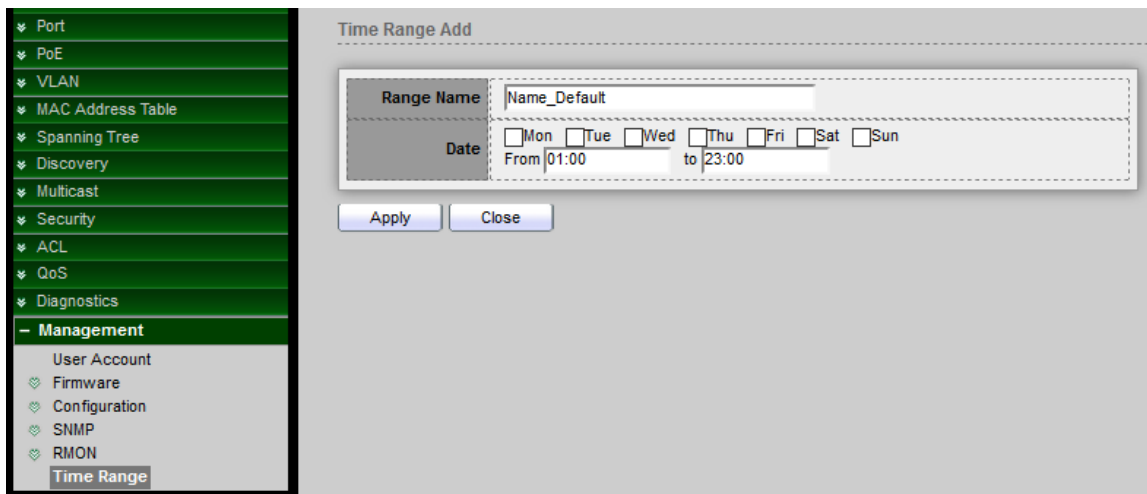 Port
PoE
VLAN
MAC Address Table
Spanning Tree
Discovery
Multicast
Security
ACL
QoS
Diagnostics
Management
User Account
Firmware
Configuration
SNMP
RMON
Time Range
Time Range Add
Range Name Name_Default
Date Mon Tue Wed Thu Fri Sat Sun
From 01:00 to 23:00
Apply Close